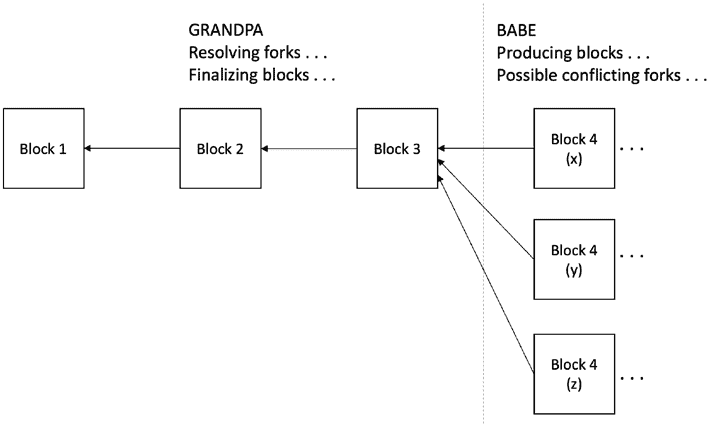 GRANDPA
Resolving forks . . .
Finalizing blocks . . .
BABE
Producing blocks . . .
Possible conflicting forks . . .
Block 1
Block 2
Block 3
Block 4
(x)
. . .
Block 4
(y)
. . .
Block 4
(z)
. . .